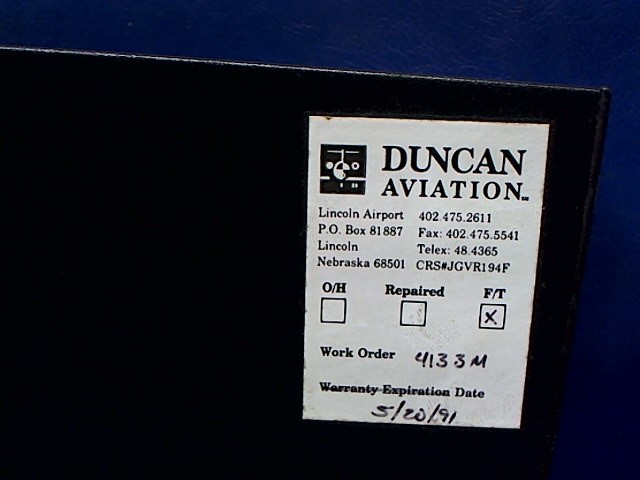 DUNCAN
AVIATION
Lincoln Airport 402.475.2611
P.O. Box 81887 Fax: 402.475.5541
Lincoln Telex: 48.4365
Nebraska 68501 CRS#JGVR194F
O/H Repaired F/T
X
Work Order 4133M
Warranty Expiration Date
5/20/91